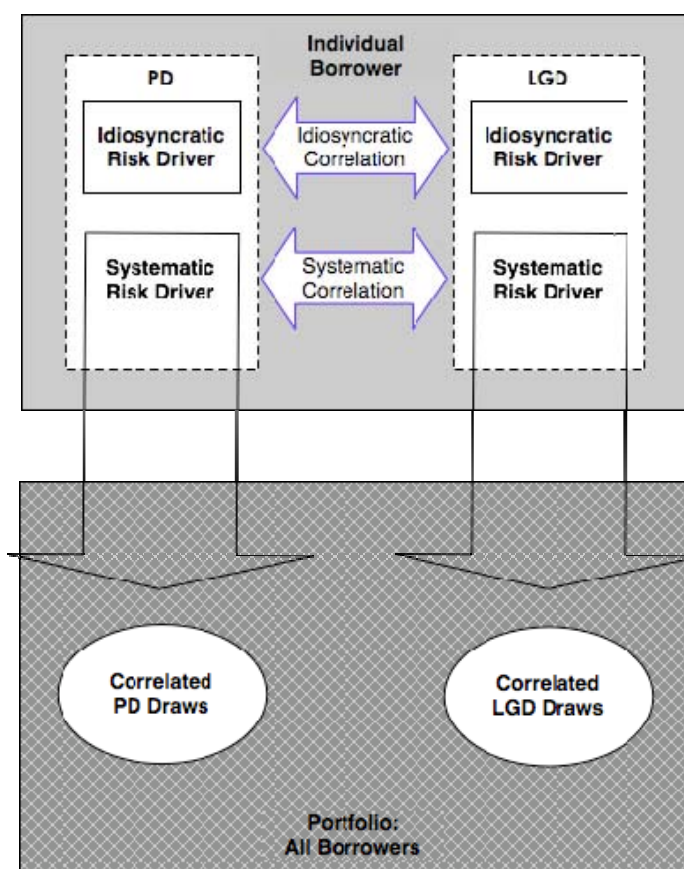 Individual
Borrower
PD
LGD
Idiosyncratic
Risk Driver
Idiosyncratic
Correlation
Idiosyncratic
Risk Driver
Systematic
Risk Driver
Systematic
Correlation
Systematic
Risk Driver
Correlated
PD Draws
Correlated
LGD Draws
Portfolio:
All Borrowers